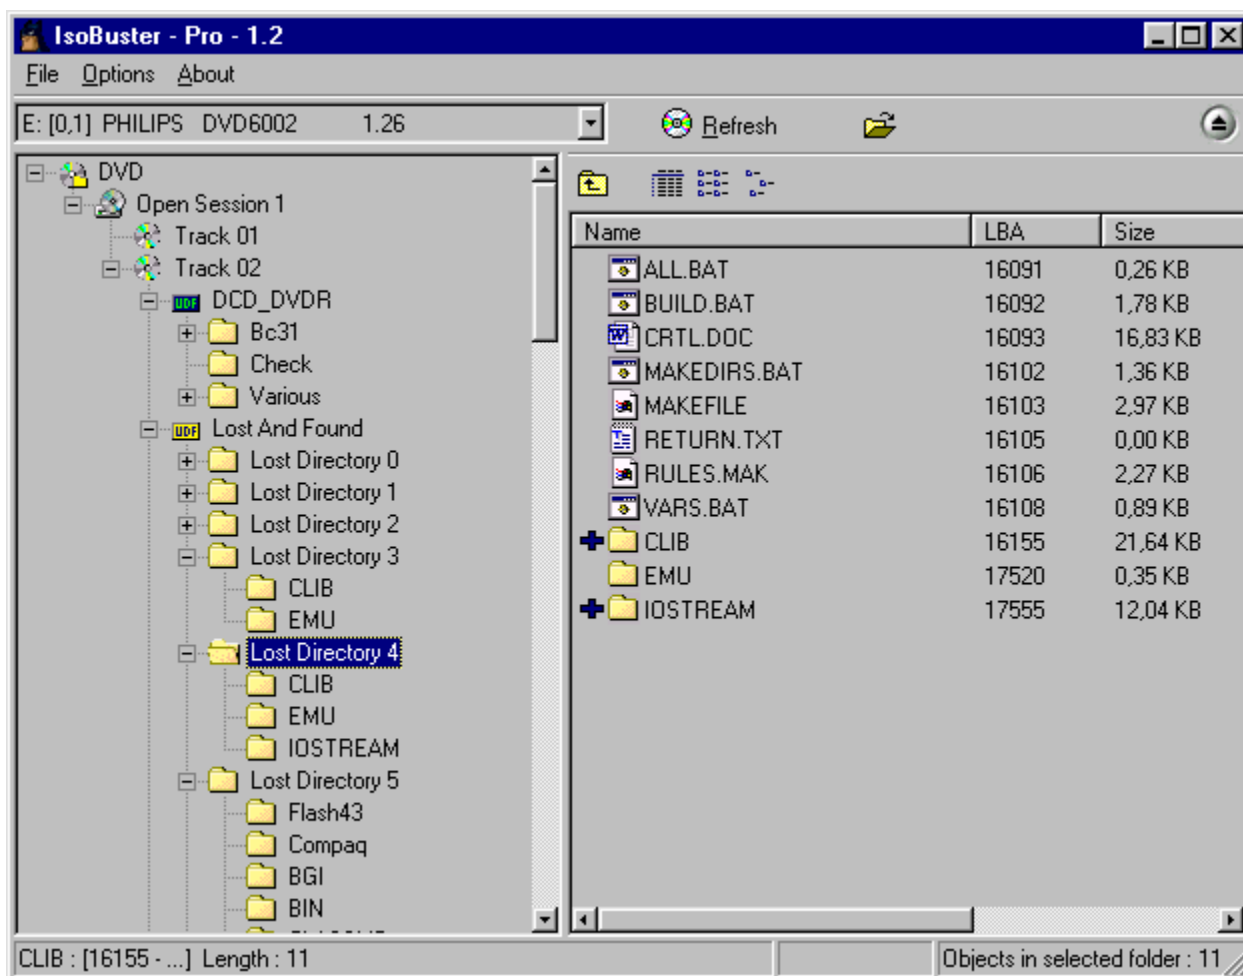 IsoBuster - Pro - 1.2
File Options About
E: [0,1] PHILIPS DVD6002 1.26
Refresh
DVD
Open Session 1
Track 01
Track 02
UDF DCD_DVDR
Bc31
Check
Various
UDF Lost And Found
Lost Directory 0
Lost Directory 1
Lost Directory 2
Lost Directory 3
CLIB
EMU
Lost Directory 4
CLIB
EMU
IOSTREAM
Lost Directory 5
Flash43
Compaq
BGI
BIN
Name LBA Size
ALL.BAT 16091 0,26 KB
BUILD.BAT 16092 1,78 KB
CRTL.DOC 16093 16,83 KB
MAKEDIRS.BAT 16102 1,36 KB
MAKEFILE 16103 2,97 KB
RETURN.TXT 16105 0,00 KB
RULES.MAK 16106 2,27 KB
VARS.BAT 16108 0,89 KB
CLIB 16155 21,64 KB
EMU 17520 0,35 KB
IOSTREAM 17555 12,04 KB
CLIB : [16155 - ...] Length : 11
Objects in selected folder : 11